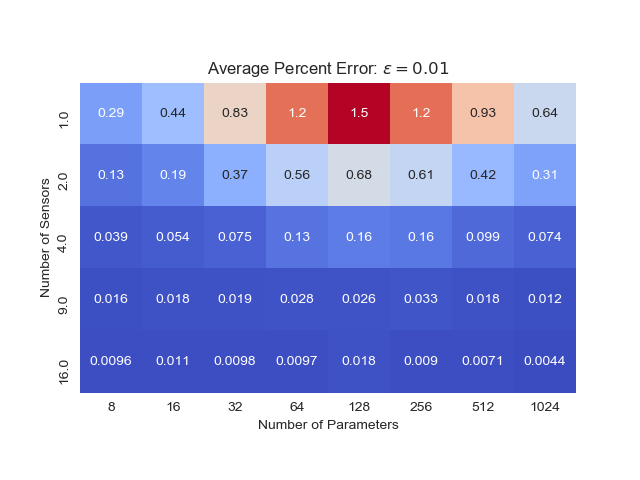 Average Percent Error: ε = 0.01
Number of Sensors
1.0 0.29 0.44 0.83 1.2 1.5 1.2 0.93 0.64
2.0 0.13 0.19 0.37 0.56 0.68 0.61 0.42 0.31
4.0 0.039 0.054 0.075 0.13 0.16 0.16 0.099 0.074
9.0 0.016 0.018 0.019 0.028 0.026 0.033 0.018 0.012
16.0 0.0096 0.011 0.0098 0.0097 0.018 0.009 0.0071 0.0044
8 16 32 64 128 256 512 1024
Number of Parameters